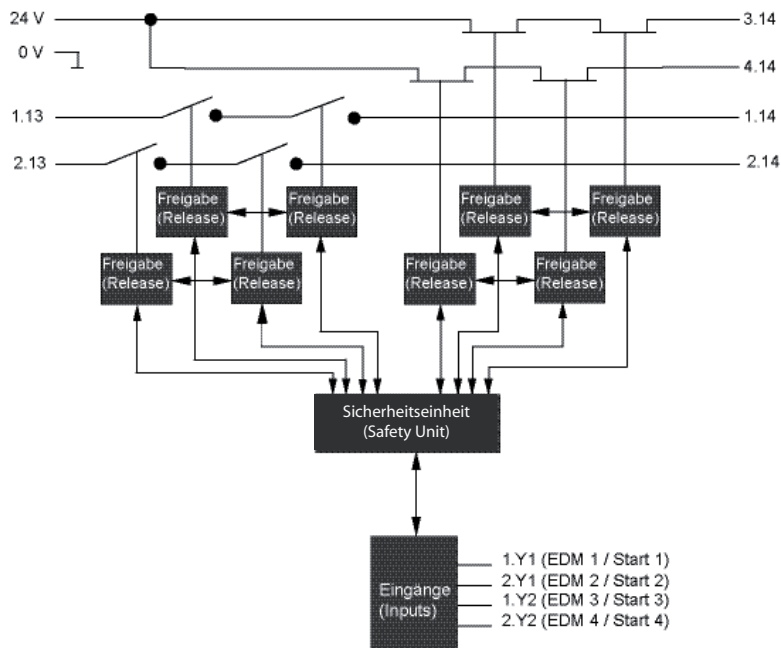 24 V
3.14
0 V
4.14
1.13
1.14
2.13
2.14
Freigabe
(Release)
Freigabe
(Release)
Freigabe
(Release)
Freigabe
(Release)
Freigabe
(Release)
Freigabe
(Release)
Freigabe
(Release)
Freigabe
(Release)
Sicherheitseinheit
(Safety Unit)
Eingänge
(Inputs)
1.Y1 (EDM 1 / Start 1)
2.Y1 (EDM 2 / Start 2)
1.Y2 (EDM 3 / Start 3)
2.Y2 (EDM 4 / Start 4)